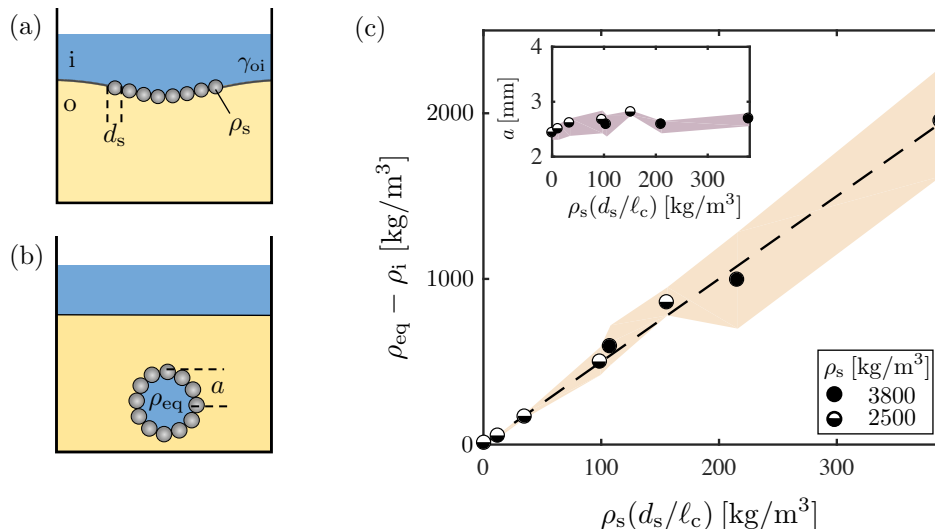 (a)
i
γoi
o
ds
ρs
(b)
ρeq
a
(c)
ρeq − ρi [kg/m³]
2000
1000
0
0
100
200
300
ρs(ds/ℓc) [kg/m³]
a [mm]
4
3
2
0
100
200
300
ρs(ds/ℓc) [kg/m³]
ρs [kg/m³]
3800
2500